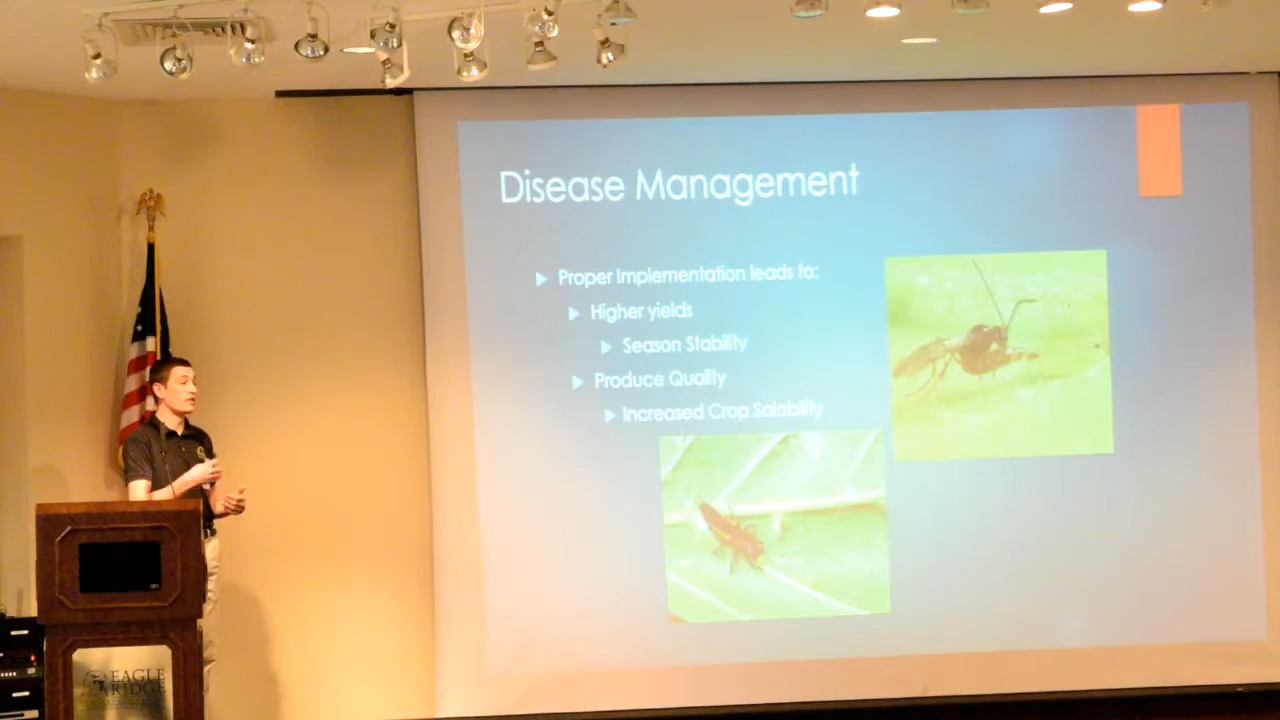 Disease Management
Proper Implementation leads to:
Higher yields
Season Stability
Produce Quality
Increased Crop Salability
EAGLE
RIDGE